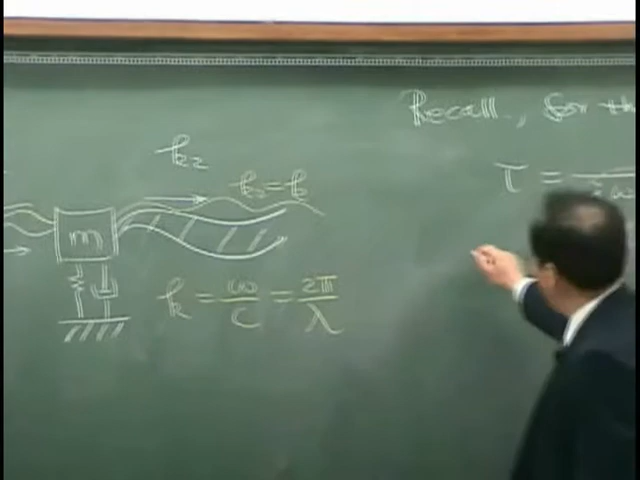 k₂
k₁=k
m
k = ω/c = 2π/λ
Recall, for th
τ =